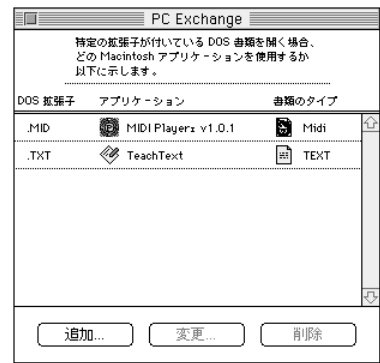 PC Exchange
特定の拡張子が付いている DOS 書類を開く場合、
どの Macintosh アプリケーションを使用するか
以下に示します。
DOS 拡張子 アプリケーション 書類のタイプ
.MID MIDI Player: v1.0.1 Midi
.TXT TeachText TEXT
追加... 変更... 削除